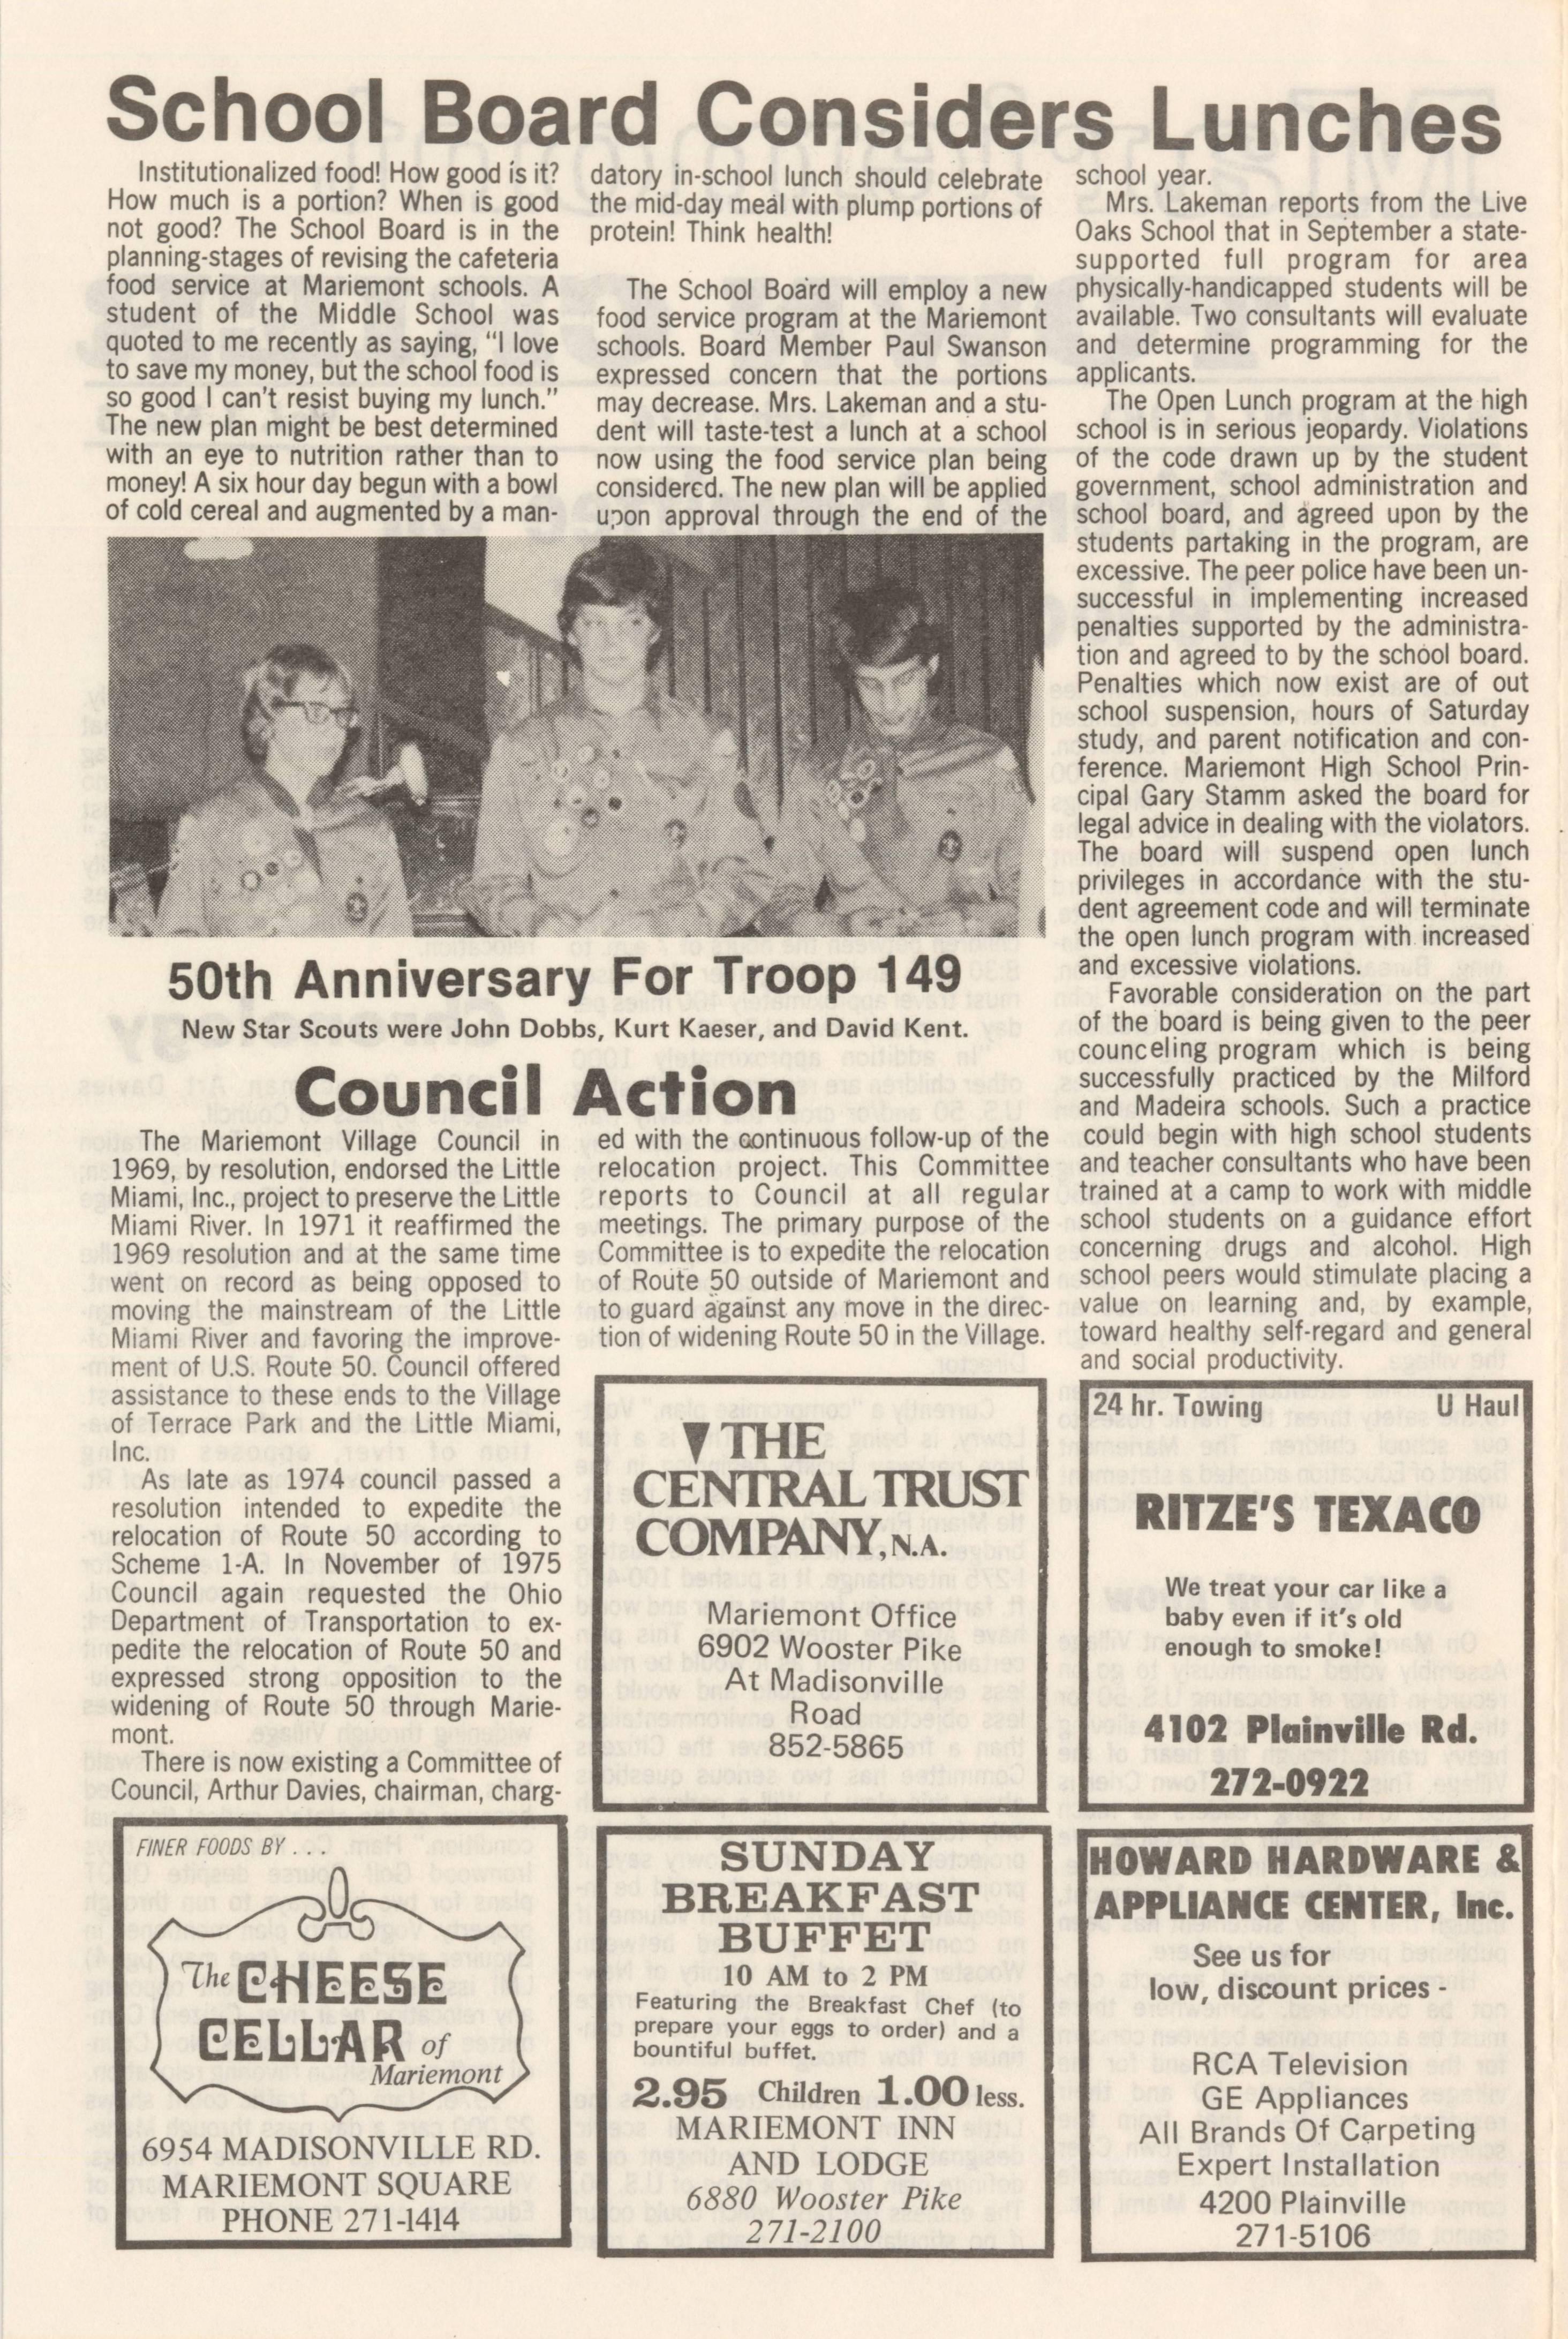 School Board Considers Lunches
Institutionalized food! How good is it?
How much is a portion? When is good
not good? The School Board is in the
planning-stages of revising the cafeteria
food service at Mariemont schools. A
student of the Middle School was
quoted to me recently as saying, "I love
to save my money, but the school food is
so good I can't resist buying my lunch."
The new plan might be best determined
with an eye to nutrition rather than to
money! A six hour day begun with a bowl
of cold cereal and augmented by a man-
datory in-school lunch should celebrate
the mid-day meal with plump portions of
protein! Think health!
The School Board will employ a new
food service program at the Mariemont
schools. Board Member Paul Swanson
expressed concern that the portions
may decrease. Mrs. Lakeman and a stu-
dent will taste-test a lunch at a school
now using the food service plan being
considered. The new plan will be applied
upon approval through the end of the
school year.
Mrs. Lakeman reports from the Live
Oaks School that in September a state-
supported full program for area
physically-handicapped students will be
available. Two consultants will evaluate
and determine programming for the
applicants.
The Open Lunch program at the high
school is in serious jeopardy. Violations
of the code drawn up by the student
government, school administration and
school board, and agreed upon by the
students partaking in the program, are
excessive. The peer police have been un-
successful in implementing increased
penalties supported by the administra-
tion and agreed to by the school board.
Penalties which now exist are of out
school suspension, hours of Saturday
study, and parent notification and con-
ference. Mariemont High School Prin-
cipal Gary Stamm asked the board for
legal advice in dealing with the violators.
The board will suspend open lunch
privileges in accordance with the stu-
dent agreement code and will terminate
the open lunch program with increased
and excessive violations.
Favorable consideration on the part
of the board is being given to the peer
counceling program which is being
successfully practiced by the Milford
and Madeira schools. Such a practice
could begin with high school students
and teacher consultants who have been
trained at a camp to work with middle
school students on a guidance effort
concerning drugs and alcohol. High
school peers would stimulate placing a
value on learning and, by example,
toward healthy self-regard and general
and social productivity.
50th Anniversary For Troop 149
New Star Scouts were John Dobbs, Kurt Kaeser, and David Kent.
Council Action
The Mariemont Village Council in
1969, by resolution, endorsed the Little
Miami, Inc., project to preserve the Little
Miami River. In 1971 it reaffirmed the
1969 resolution and at the same time
went on record as being opposed to
moving the mainstream of the Little
Miami River and favoring the improve-
ment of U.S. Route 50. Council offered
assistance to these ends to the Village
of Terrace Park and the Little Miami,
Inc.
As late as 1974 council passed a
resolution intended to expedite the
relocation of Route 50 according to
Scheme 1-A. In November of 1975
Council again requested the Ohio
Department of Transportation to ex-
pedite the relocation of Route 50 and
expressed strong opposition to the
widening of Route 50 through Marie-
mont.
There is now existing a Committee of
Council, Arthur Davies, chairman, charg-
ed with the continuous follow-up of the
relocation project. This Committee
reports to Council at all regular
meetings. The primary purpose of the
Committee is to expedite the relocation
of Route 50 outside of Mariemont and
to guard against any move in the direc-
tion of widening Route 50 in the Village.
THE
CENTRAL TRUST
COMPANY, N.A.
Mariemont Office
6902 Wooster Pike
At Madisonville
Road
852-5865
24 hr. Towing U Haul
RITZE'S TEXACO
We treat your car like a
baby even if it's old
enough to smoke!
4102 Plainville Rd.
272-0922
FINER FOODS BY . . .
The CHEESE
CELLAR of
Mariemont
6954 MADISONVILLE RD.
MARIEMONT SQUARE
PHONE 271-1414
SUNDAY
BREAKFAST
BUFFET
10 AM to 2 PM
Featuring the Breakfast Chef (to
prepare your eggs to order) and a
bountiful buffet.
2.95 Children 1.00 less.
MARIEMONT INN
AND LODGE
6880 Wooster Pike
271-2100
HOWARD HARDWARE &
APPLIANCE CENTER, Inc.
See us for
low, discount prices -
RCA Television
GE Appliances
All Brands Of Carpeting
Expert Installation
4200 Plainville
271-5106